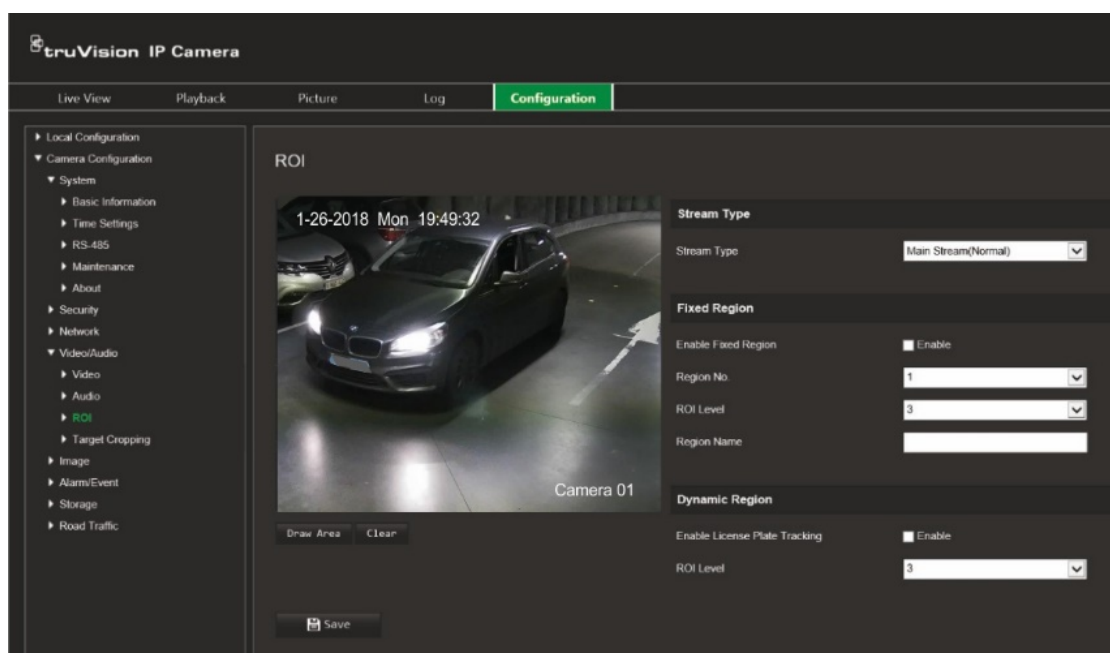 truVision IP Camera
Live View Playback Picture Log Configuration
Local Configuration
Camera Configuration
System
Basic Information
Time Settings
RS-485
Maintenance
About
Security
Network
Video/Audio
Video
Audio
ROI
Target Cropping
Image
Alarm/Event
Storage
Road Traffic
ROI
1-26-2018 Mon 19:49:32
Camera 01
Draw Area Clear
Save
Stream Type
Stream Type Main Stream(Normal)
Fixed Region
Enable Fixed Region Enable
Region No. 1
ROI Level 3
Region Name
Dynamic Region
Enable License Plate Tracking Enable
ROI Level 3